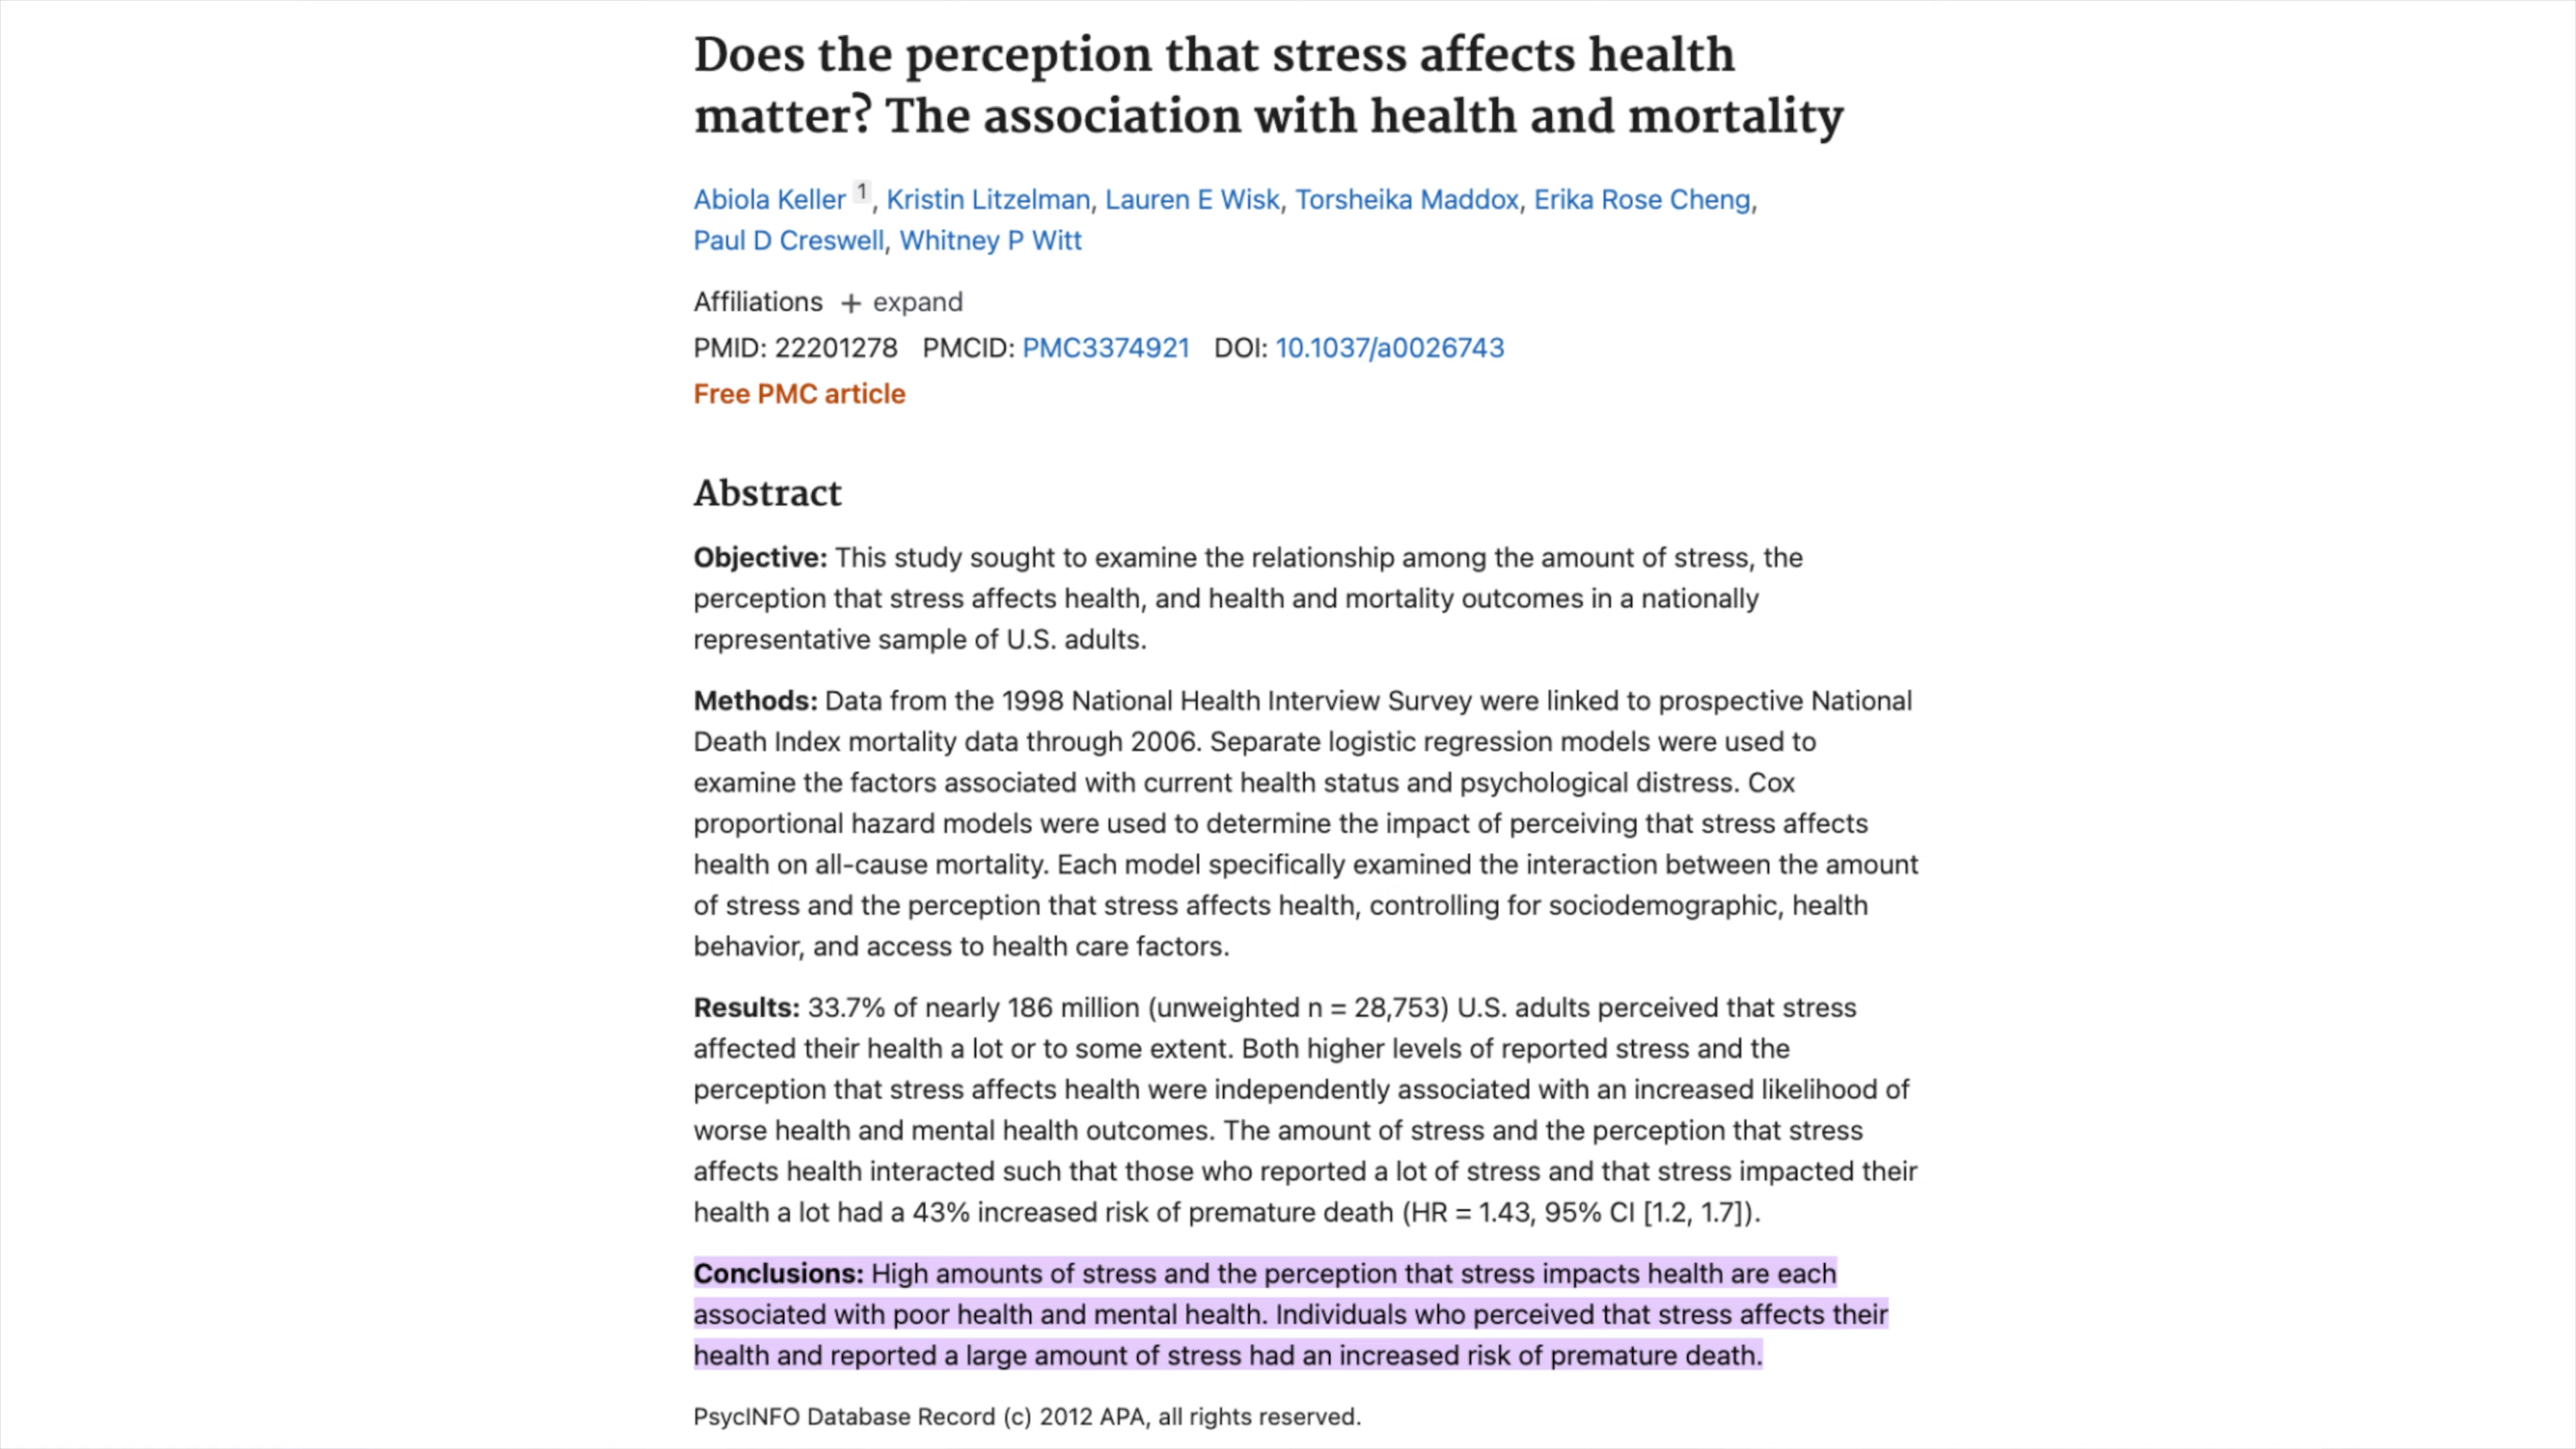 Does the perception that stress affects health
matter? The association with health and mortality
Abiola Keller 1, Kristin Litzelman, Lauren E Wisk, Torsheika Maddox, Erika Rose Cheng,
Paul D Creswell, Whitney P Witt
Affiliations + expand
PMID: 22201278 PMCID: PMC3374921 DOI: 10.1037/a0026743
Free PMC article
Abstract
Objective: This study sought to examine the relationship among the amount of stress, the
perception that stress affects health, and health and mortality outcomes in a nationally
representative sample of U.S. adults.
Methods: Data from the 1998 National Health Interview Survey were linked to prospective National
Death Index mortality data through 2006. Separate logistic regression models were used to
examine the factors associated with current health status and psychological distress. Cox
proportional hazard models were used to determine the impact of perceiving that stress affects
health on all-cause mortality. Each model specifically examined the interaction between the amount
of stress and the perception that stress affects health, controlling for sociodemographic, health
behavior, and access to health care factors.
Results: 33.7% of nearly 186 million (unweighted n = 28,753) U.S. adults perceived that stress
affected their health a lot or to some extent. Both higher levels of reported stress and the
perception that stress affects health were independently associated with an increased likelihood of
worse health and mental health outcomes. The amount of stress and the perception that stress
affects health interacted such that those who reported a lot of stress and that stress impacted their
health a lot had a 43% increased risk of premature death (HR = 1.43, 95% CI [1.2, 1.7]).
Conclusions: High amounts of stress and the perception that stress impacts health are each
associated with poor health and mental health. Individuals who perceived that stress affects their
health and reported a large amount of stress had an increased risk of premature death.
PsycINFO Database Record (c) 2012 APA, all rights reserved.